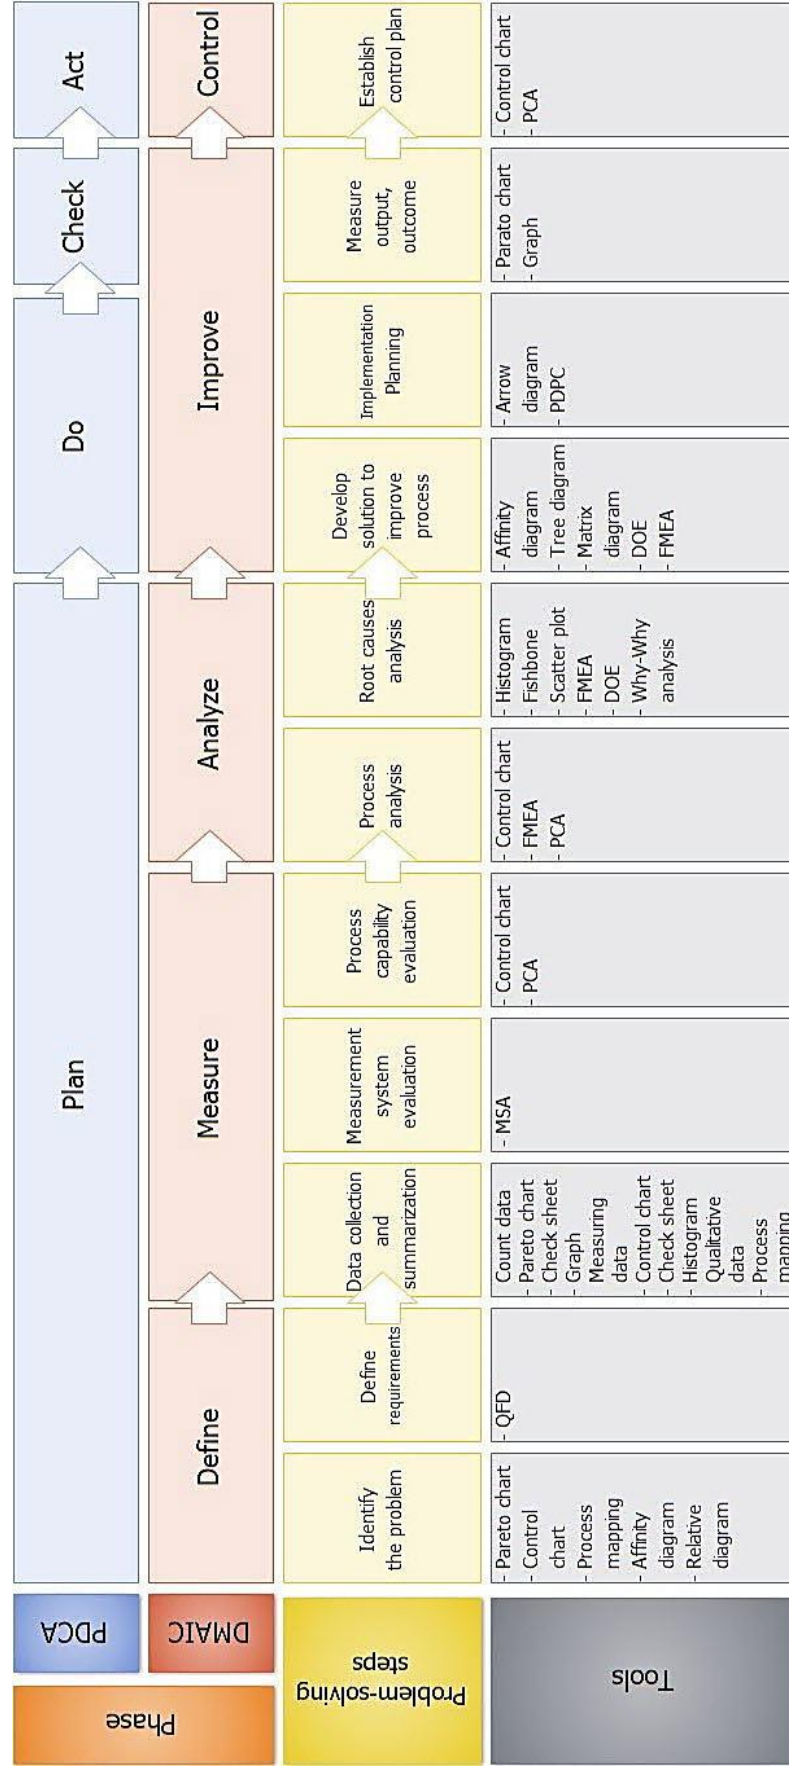 Phase
PDCA
Plan
Do
Check
Act
DMAIC
Define
Measure
Analyze
Improve
Control
Problem-solving
steps
Identify
the problem
Define
requirements
Data collection
and
summarization
Measurement
system
evaluation
Process
capability
evaluation
Process
analysis
Root causes
analysis
Develop
solution to
improve
process
Implementation
Planning
Measure
output,
outcome
Establish
control plan
Tools
- Pareto chart
- Control
chart
- Process
mapping
- Affinity
diagram
- Relative
diagram
- QFD
Count data
- Pareto chart
- Check sheet
- Graph
Measuring
data
- Control chart
- Check sheet
- Histogram
Qualitative
data
- Process
mapping
- MSA
- Control chart
- PCA
- Control chart
- FMEA
- PCA
- Histogram
- Fishbone
- Scatter plot
- FMEA
- DOE
- Why-Why
analysis
- Affinity
diagram
- Tree diagram
- Matrix
diagram
- DOE
- FMEA
- Arrow
diagram
- PDPC
- Parato chart
- Graph
- Control chart
- PCA